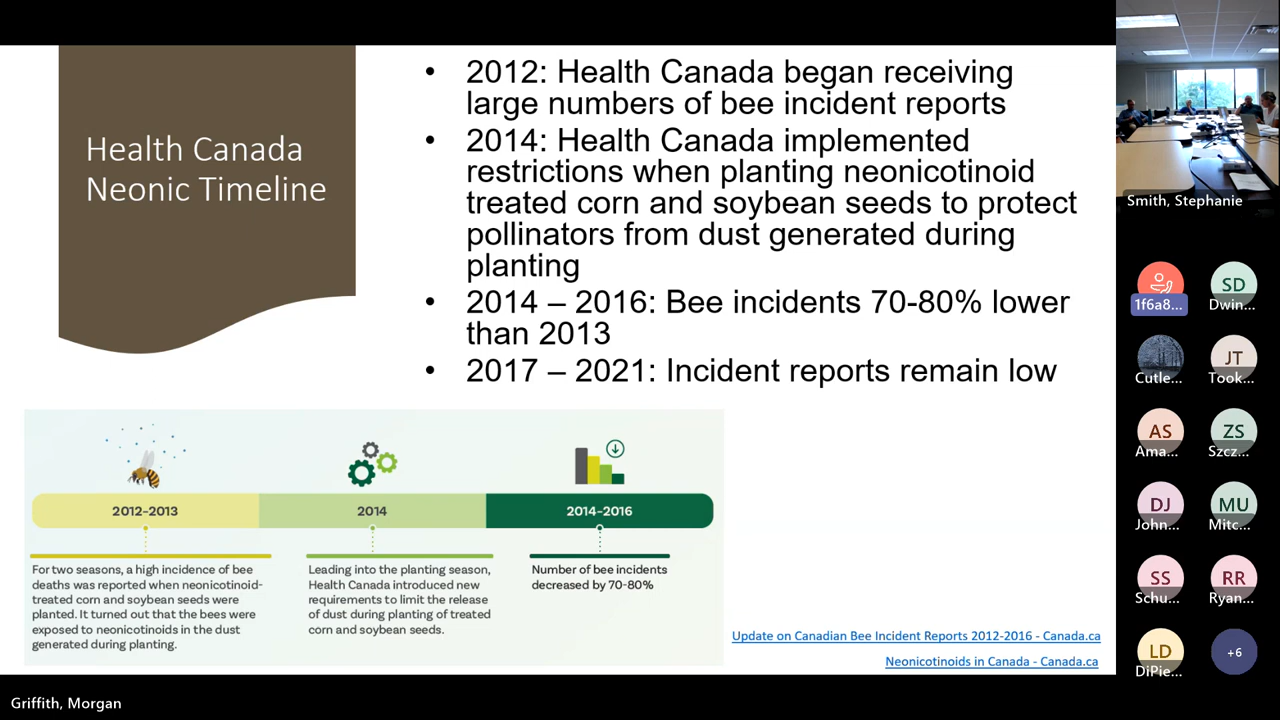 Health Canada
Neonic Timeline
• 2012: Health Canada began receiving
large numbers of bee incident reports
• 2014: Health Canada implemented
restrictions when planting neonicotinoid
treated corn and soybean seeds to protect
pollinators from dust generated during
planting
• 2014 – 2016: Bee incidents 70-80% lower
than 2013
• 2017 – 2021: Incident reports remain low
2012-2013
For two seasons, a high incidence of bee
deaths was reported when neonicotinoid-
treated corn and soybean seeds were
planted. It turned out that the bees were
exposed to neonicotinoids in the dust
generated during planting.
2014
Leading into the planting season,
Health Canada introduced new
requirements to limit the release
of dust during planting of treated
corn and soybean seeds.
2014-2016
Number of bee incidents
decreased by 70-80%
Update on Canadian Bee Incident Reports 2012-2016 - Canada.ca
Neonicotinoids in Canada - Canada.ca
Smith, Stephanie
1f6a8...
SD
Dwin...
Cutle...
JT
Took...
AS
Ama...
ZS
Szcz...
DJ
John...
MU
Mitc...
SS
Schu...
RR
Ryan...
LD
DiPie...
+6
Griffith, Morgan